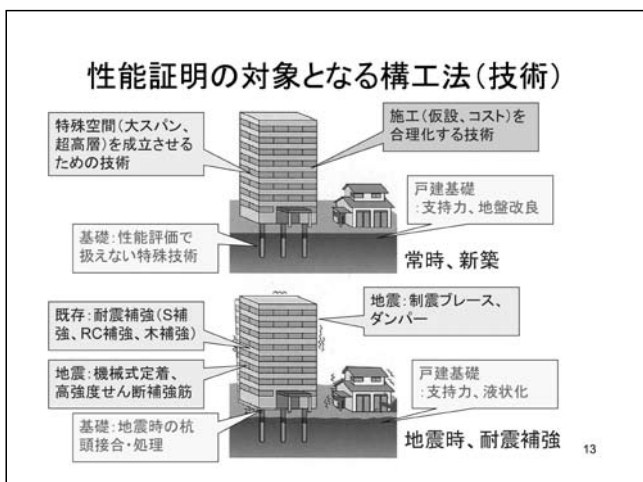 性能証明の対象となる構工法（技術）
特殊空間（大スパン、
超高層）を成立させる
ための技術
施工（仮設、コスト）を
合理化する技術
戸建基礎
：支持力、地盤改良
基礎：性能評価で
扱えない特殊技術
常時、新築
既存：耐震補強（S補
強、RC補強、木補強）
地震：制震ブレース、
ダンパー
地震：機械式定着、
高強度せん断補強筋
戸建基礎
：支持力、液状化
基礎：地震時の杭
頭接合・処理
地震時、耐震補強
13